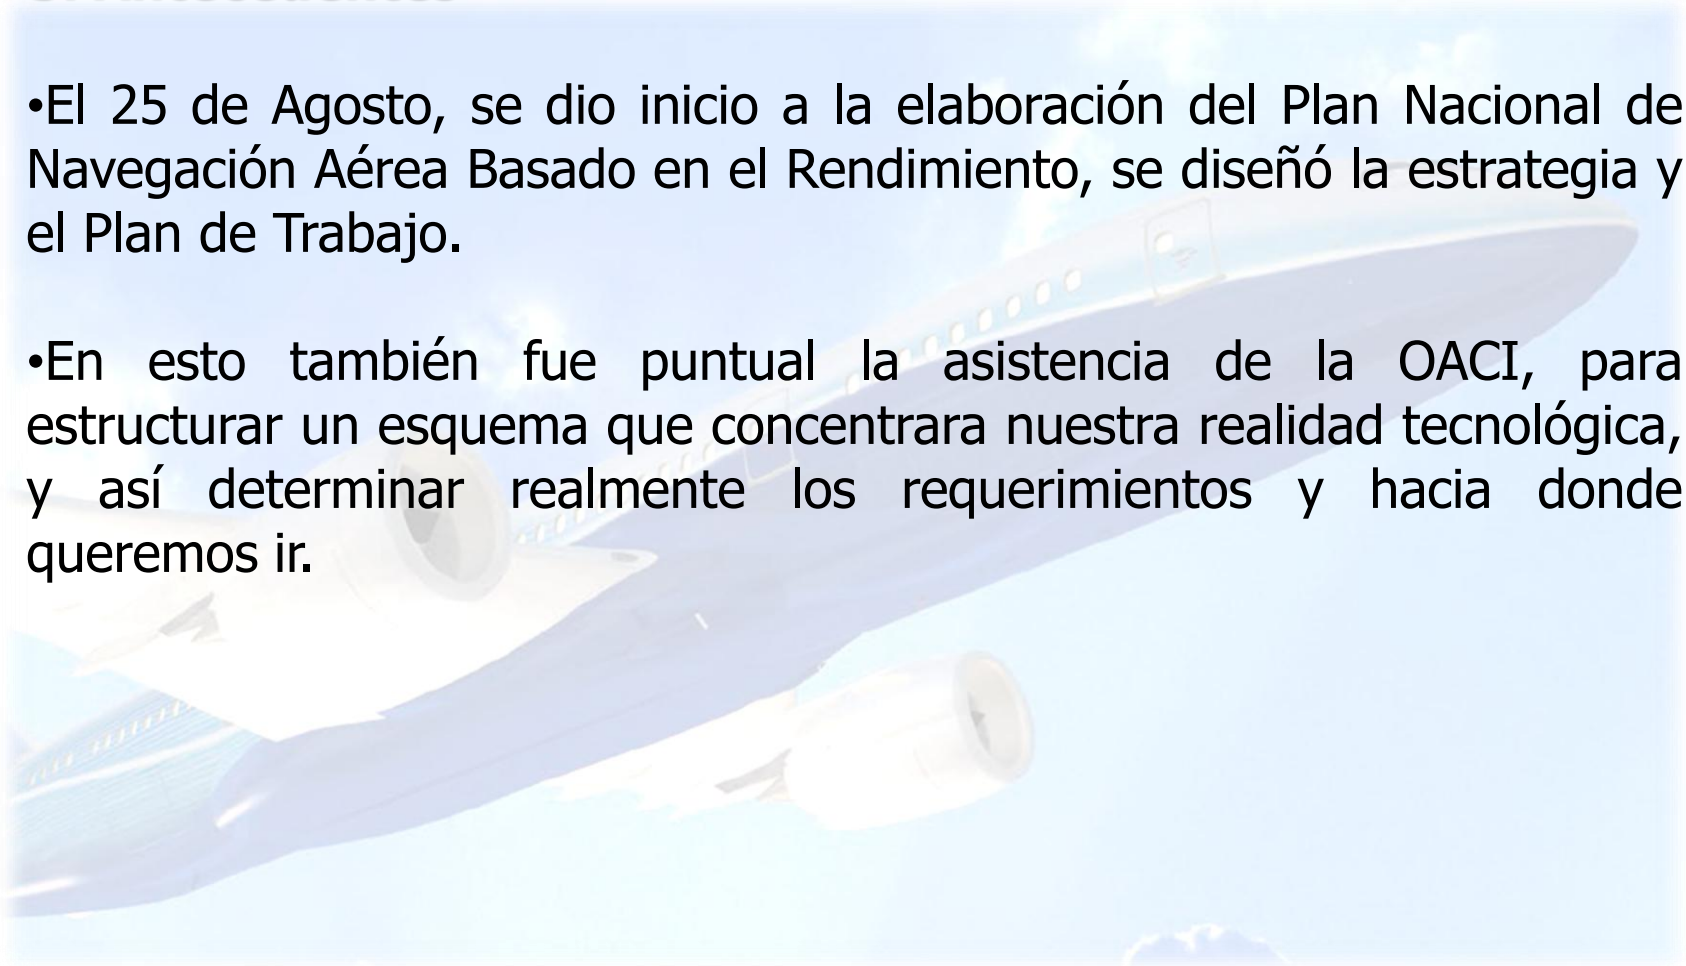 •El 25 de Agosto, se dio inicio a la elaboración del Plan Nacional de
Navegación Aérea Basado en el Rendimiento, se diseñó la estrategia y
el Plan de Trabajo.
•En esto también fue puntual la asistencia de la OACI, para
estructurar un esquema que concentrara nuestra realidad tecnológica,
y así determinar realmente los requerimientos y hacia donde
queremos ir.